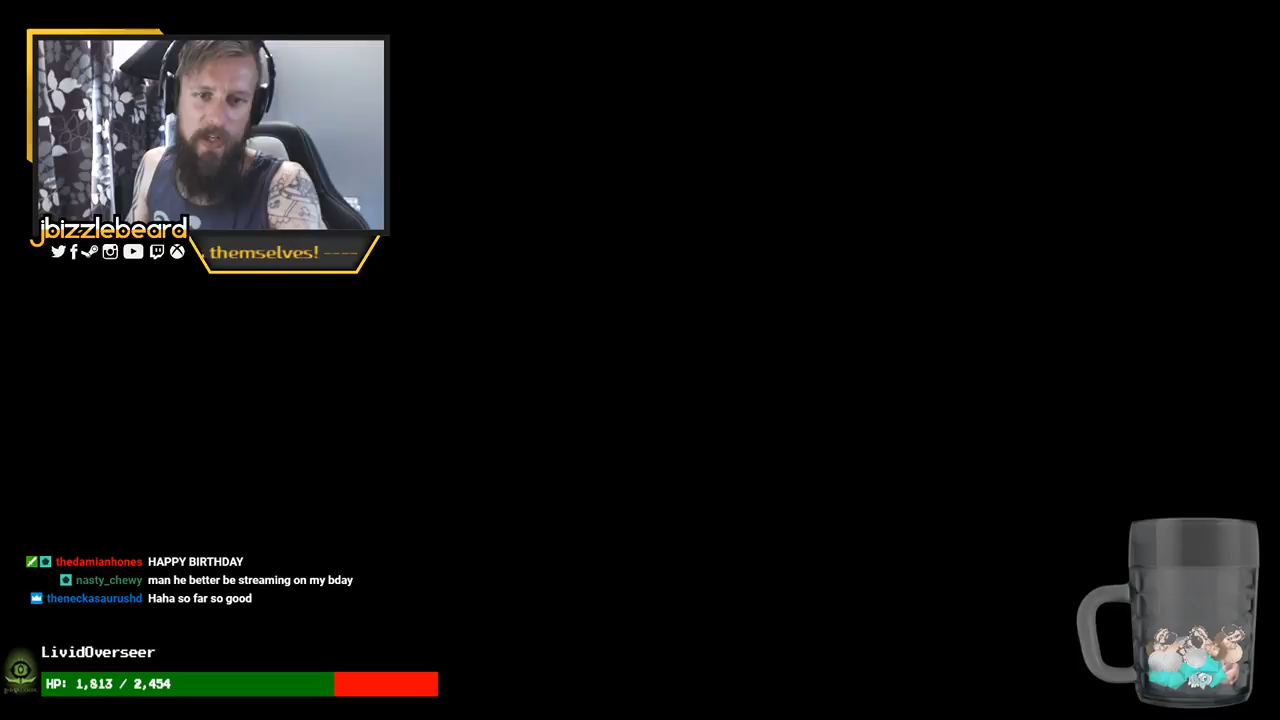 jbizzlebeard
themselves! ----
thedamianhones HAPPY BIRTHDAY
nasty_chewy man he better be streaming on my bday
theneckasaurushd Haha so far so good
LividOverseer
HP: 1,813 / 2,454